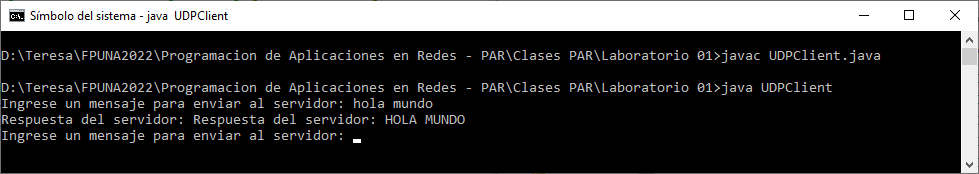 Símbolo del sistema - java UDPClient
D:\Teresa\FPUNA2022\Programacion de Aplicaciones en Redes - PAR\Clases PAR\Laboratorio 01>javac UDPClient.java
D:\Teresa\FPUNA2022\Programacion de Aplicaciones en Redes - PAR\Clases PAR\Laboratorio 01>java UDPClient
Ingrese un mensaje para enviar al servidor: hola mundo
Respuesta del servidor: Respuesta del servidor: HOLA MUNDO
Ingrese un mensaje para enviar al servidor: